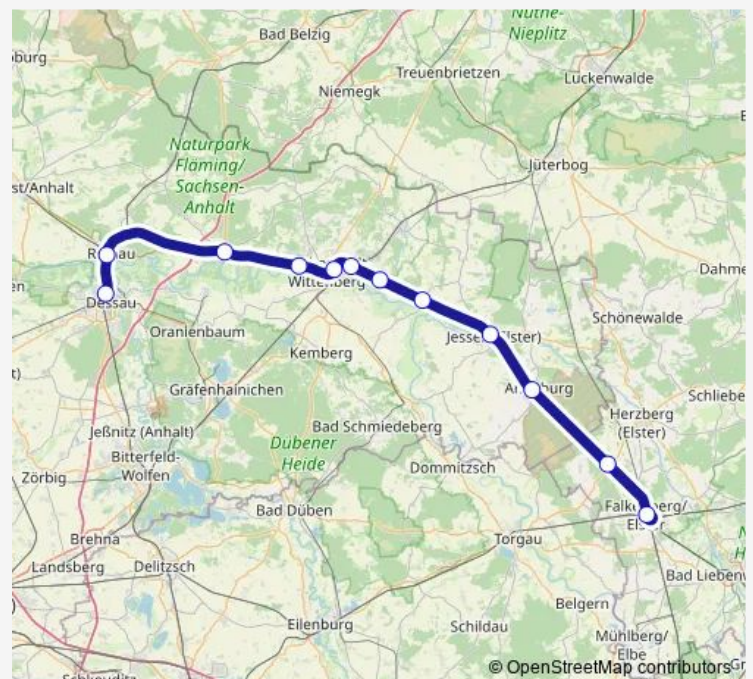 Nuthe-
Nieplitz
Bad Belzig
burg
Treuenbrietzen
Luckenwalde
Niemegk
Naturpark
Fläming/
Sachsen-
Anhalt
Jüterbog
st/Anhalt
Dahme
Wittenberg
en
Dessau
Oranienbaum
Schönewalde
Kemberg
t)
Gräfenhainichen
Schliebe
Herzberg
(Elster)
Jeßnitz (Anhalt)
Bad Schmiedeberg
Bitterfeld-
Wolfen
Dübener
Heide
Dommitzsch
Zörbig
Bad Düben
Torgau
Brehna
Landsberg
Delitzsch
Bad Lieben
Belgern
Eilenburg
Schildau
Mühlberg/
Elbe
© OpenStreetMap contributors